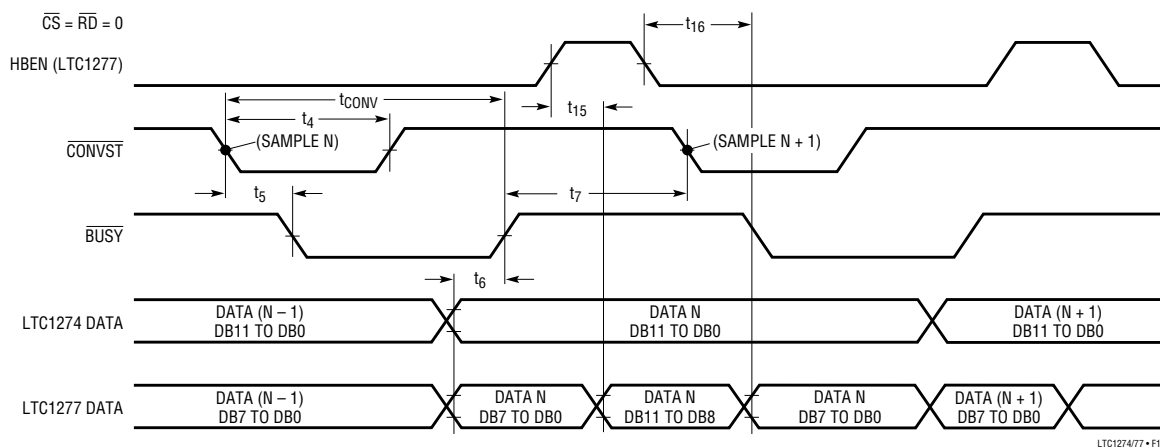 CS = RD = 0
t16
HBEN (LTC1277)
tCONV
t15
t4
CONVST
(SAMPLE N)
(SAMPLE N + 1)
t5
t7
BUSY
t6
LTC1274 DATA
DATA (N – 1)
DB11 TO DB0
DATA N
DB11 TO DB0
DATA (N + 1)
DB11 TO DB0
LTC1277 DATA
DATA (N – 1)
DB7 TO DB0
DATA N
DB7 TO DB0
DATA N
DB11 TO DB8
DATA N
DB7 TO DB0
DATA (N + 1)
DB7 TO DB0